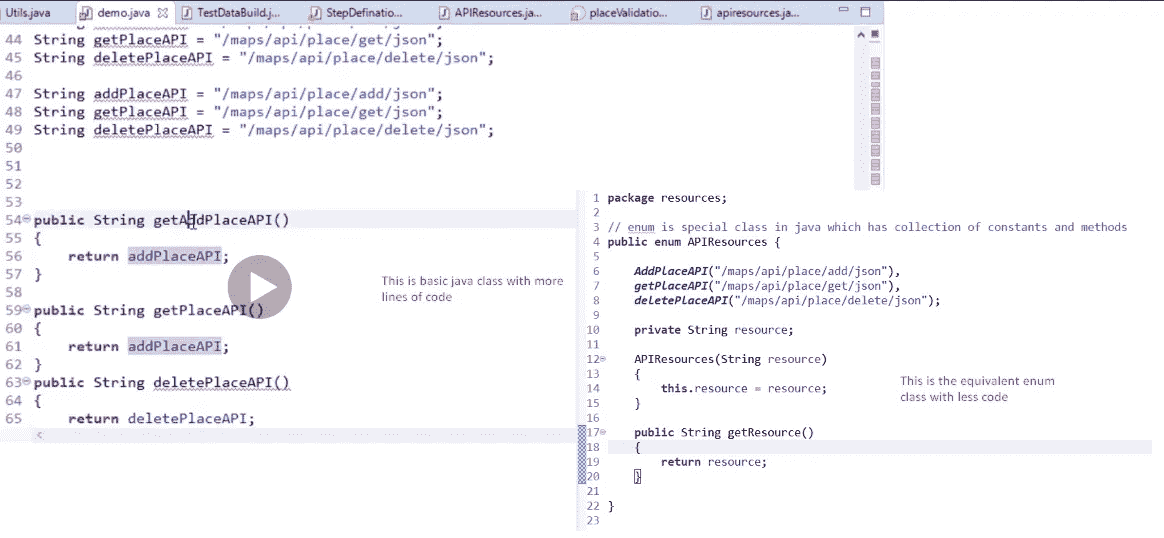 Utils.java demo.java TestDataBuild.j... StepDefinatio... APIResources.ja... placeValidatio... apiresources.ja...
44 String getPlaceAPI = "/maps/api/place/get/json";
45 String deletePlaceAPI = "/maps/api/place/delete/json";
46
47 String addPlaceAPI = "/maps/api/place/add/json";
48 String getPlaceAPI = "/maps/api/place/get/json";
49 String deletePlaceAPI = "/maps/api/place/delete/json";
50
51
52
53
54 public String getAddPlaceAPI()
55 {
56 return addPlaceAPI;
57 }
58
59 public String getPlaceAPI()
60 {
61 return addPlaceAPI;
62 }
63 public String deletePlaceAPI()
64 {
65 return deletePlaceAPI;
This is basic java class with more
lines of code
1 package resources;
2
3 // enum is special class in java which has collection of constants and methods
4 public enum APIResources {
5
6 AddPlaceAPI("/maps/api/place/add/json"),
7 getPlaceAPI("/maps/api/place/get/json"),
8 deletePlaceAPI("/maps/api/place/delete/json");
9
10 private String resource;
11
12 APIResources(String resource)
13 {
14 this.resource = resource;
15 }
16
17 public String getResource()
18 {
19 return resource;
20 }
21
22 }
23
This is the equivalent enum
class with less code